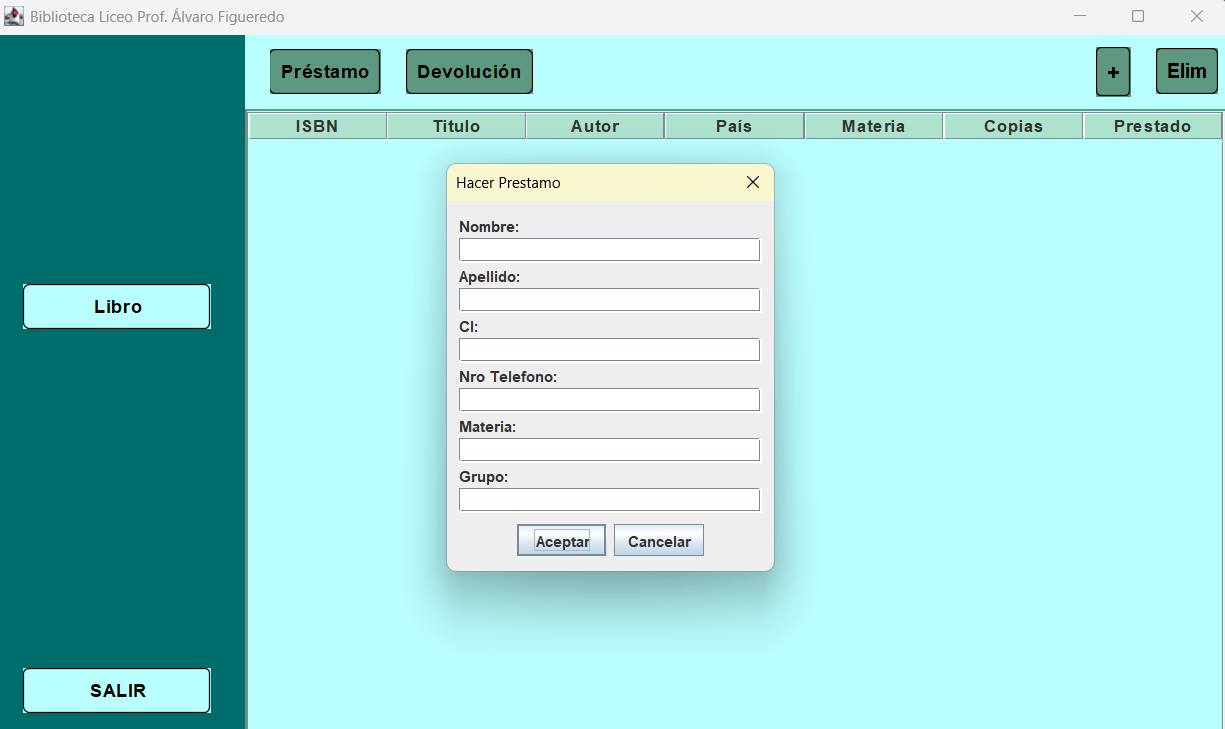 Biblioteca Liceo Prof. Álvaro Figueredo
Préstamo Devolución + Elim
ISBN Titulo Autor País Materia Copias Prestado
Hacer Prestamo
Nombre:
Apellido:
CI:
Nro Telefono:
Materia:
Grupo:
Aceptar Cancelar
Libro
SALIR